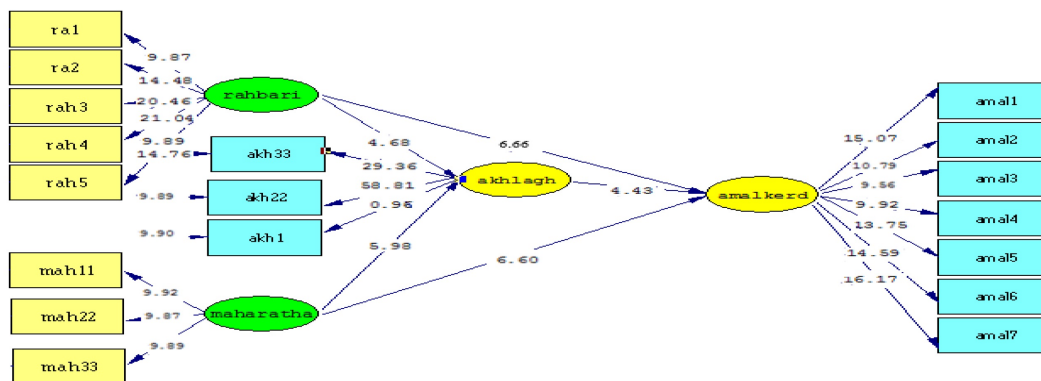 ra1
9.87
ra2
14.48
rah3
20.46
rahbari
21.04
rah4
9.89
rah5
14.76
akh33
4.68
6.66
29.36
akhlagh
58.81
9.89
akh22
0.96
9.90
akh1
5.98
4.43
amalkerd
6.60
mah11
9.92
mah22
9.87
maharatha
9.89
mah33
15.07
amal1
10.79
amal2
9.56
amal3
9.92
amal4
13.75
amal5
14.59
amal6
16.17
amal7